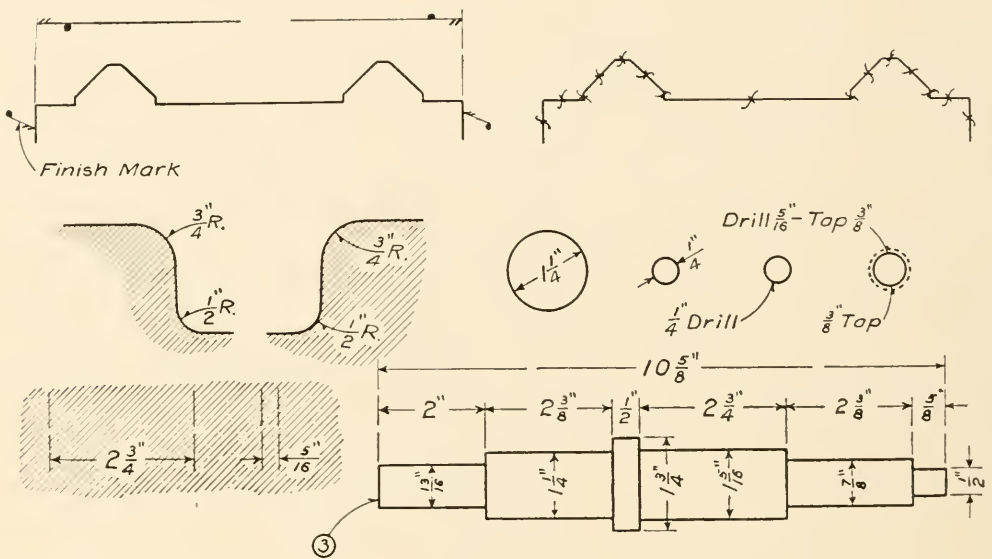 Finish Mark
3/4" R.
3/4" R.
1/2" R.
1/2" R.
Drill 5/16" - Tap 3/8"
1 1/4"
1/4"
1/4" Drill
3/8" Tap
10 5/8"
2"
2 3/8"
1/2"
2 3/4"
2 3/8"
5/8"
2 3/4"
5/16"
13/16"
1 1/4"
1 3/4"
1 5/16"
7/8"
1/2"
3